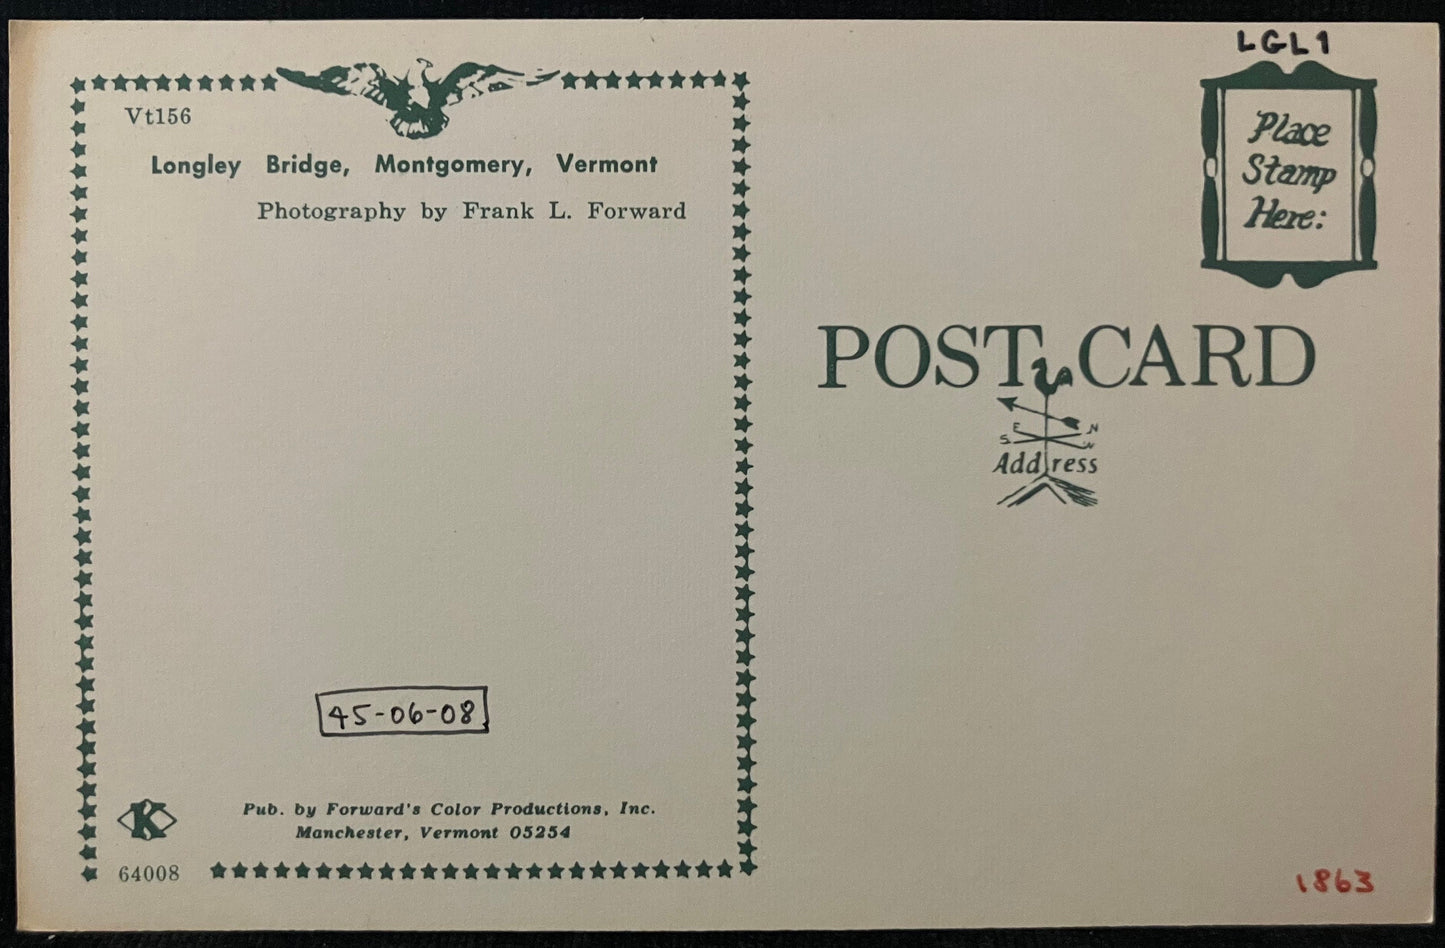 Vt156
Longley Bridge, Montgomery, Vermont
Photography by Frank L. Forward
45-06-08
K
Pub. by Forward's Color Productions, Inc.
Manchester, Vermont 05254
64008
LGL1
Place
Stamp
Here:
POST CARD
E N
S W
Address
1863